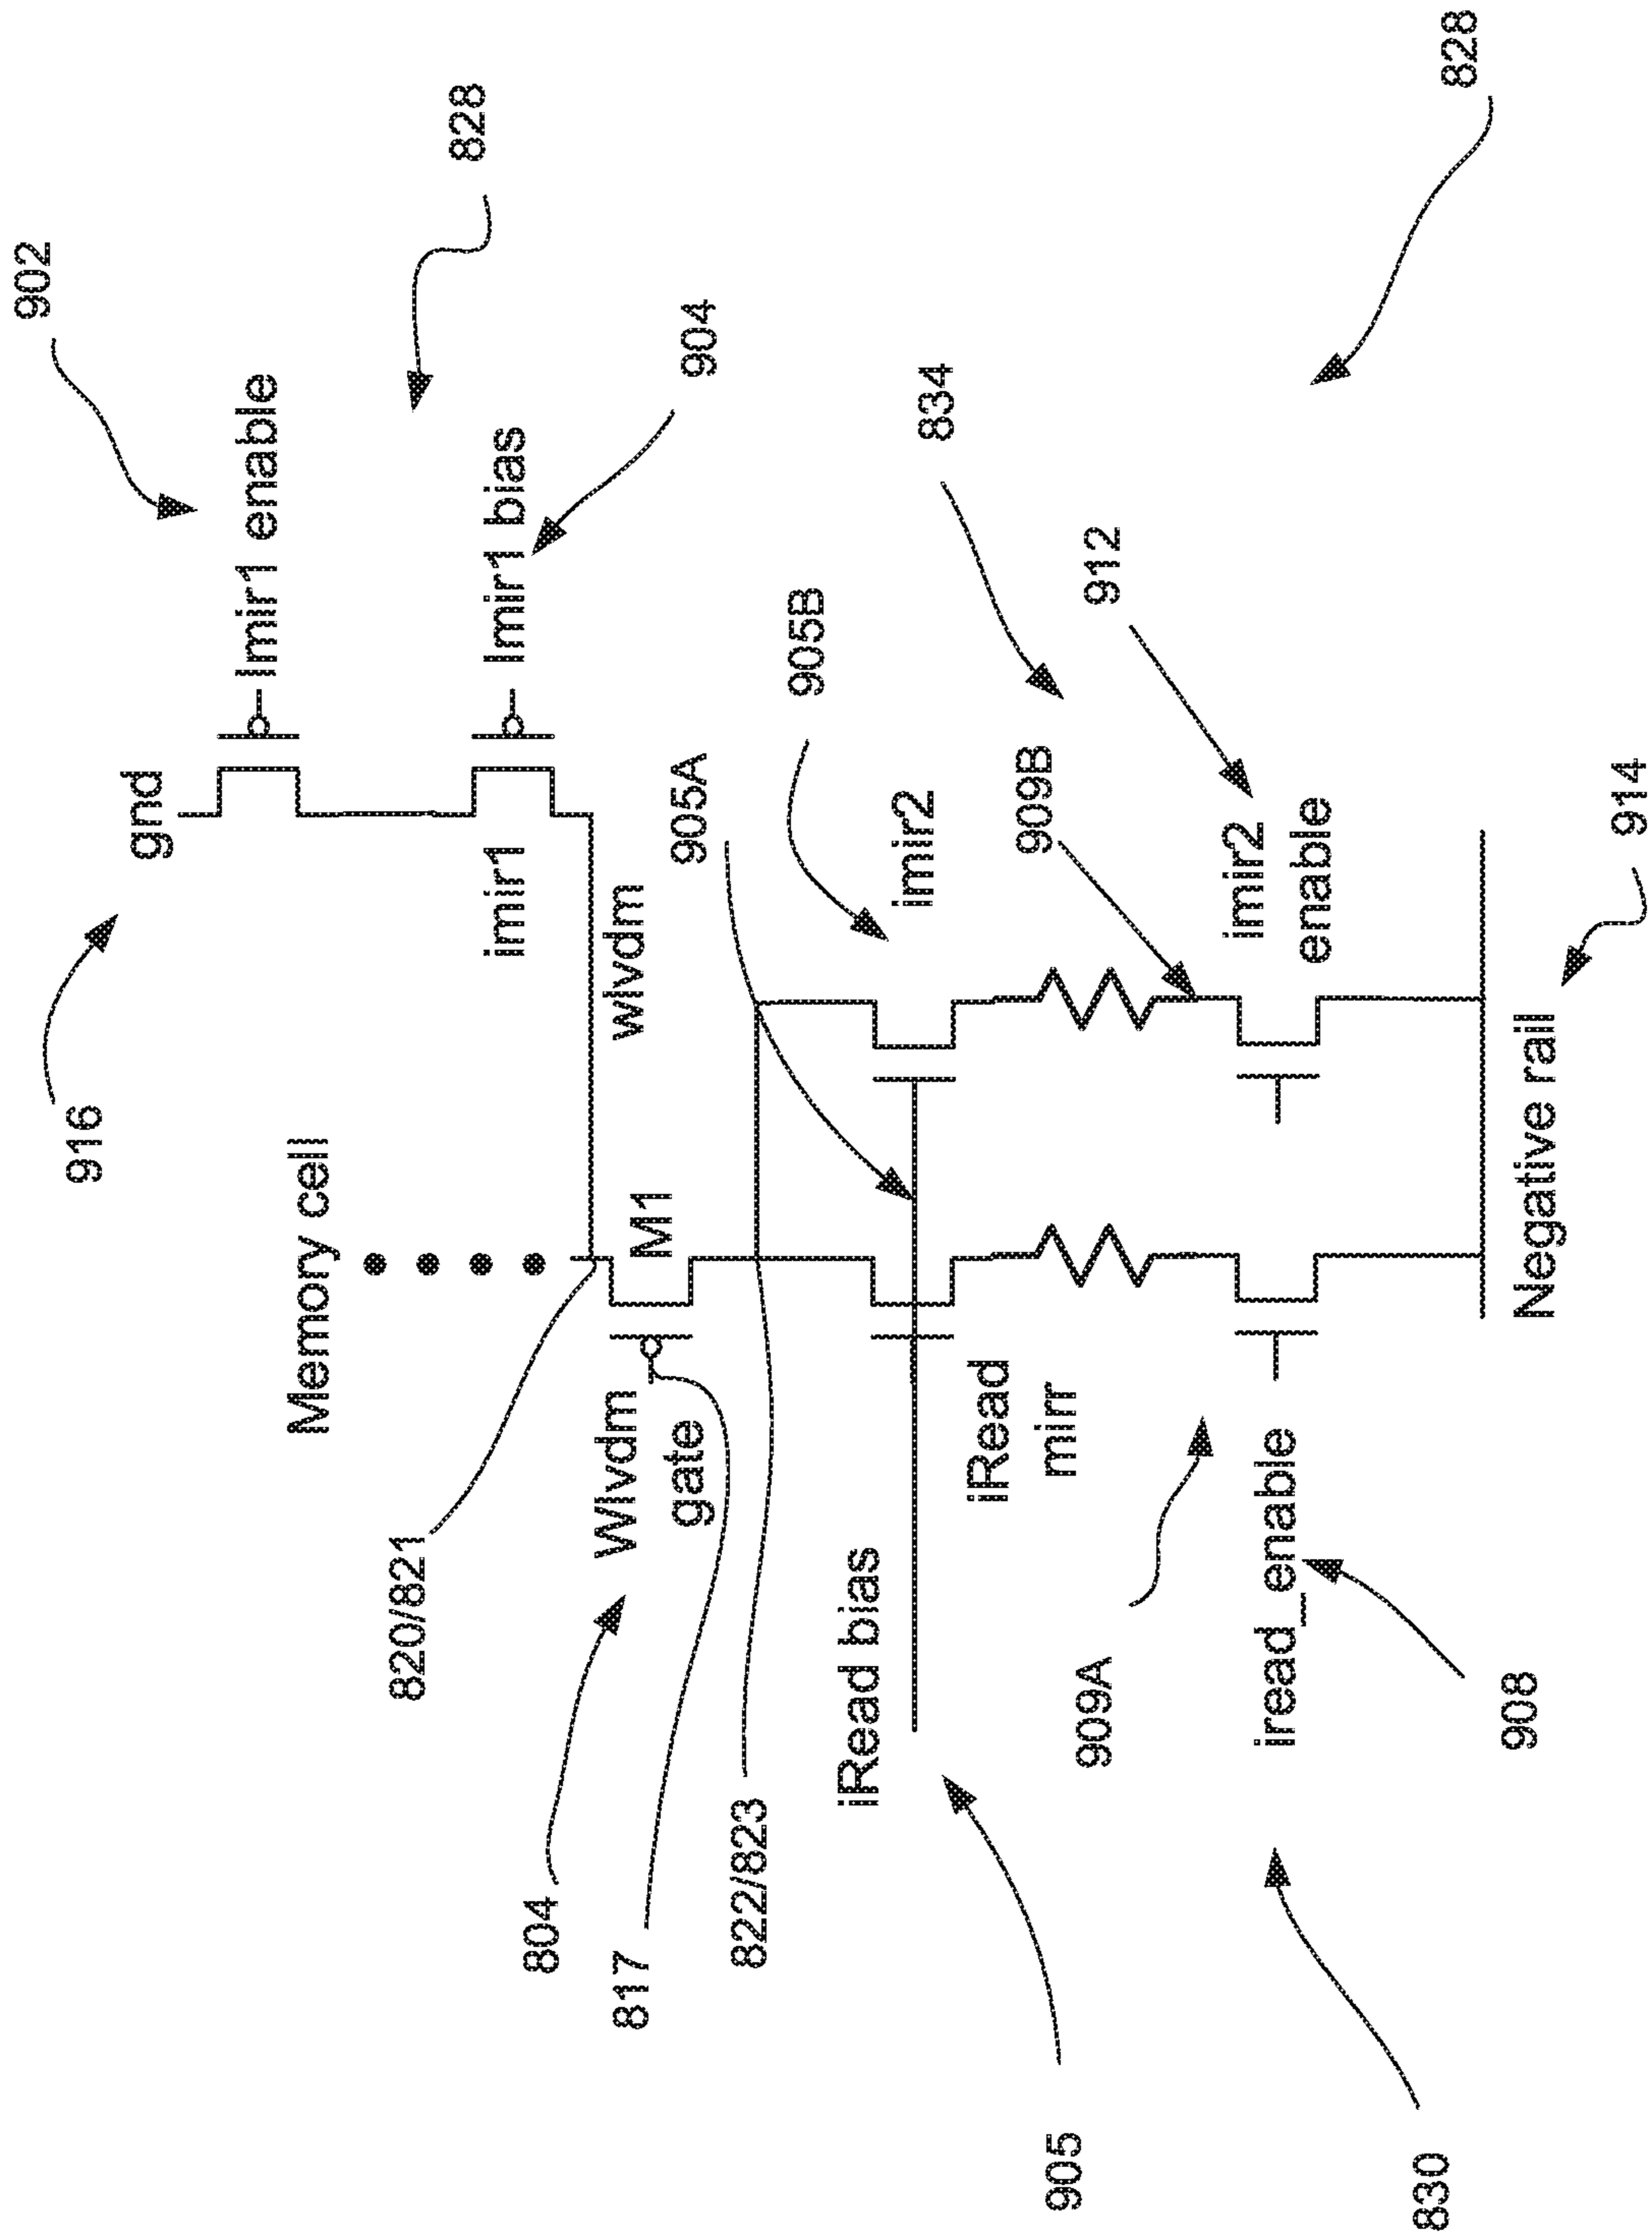 902
916
gnd
Imir1 enable
Memory cell
820/821
828
imir1
Imir1 bias
804
Wlvdm
gate
M1
wlvdm
817
904
905A
822/823
905B
iRead bias
imir2
834
iRead
mirr
909B
905
909A
912
imir2
enable
iread_enable
830
828
908
Negative rail
914